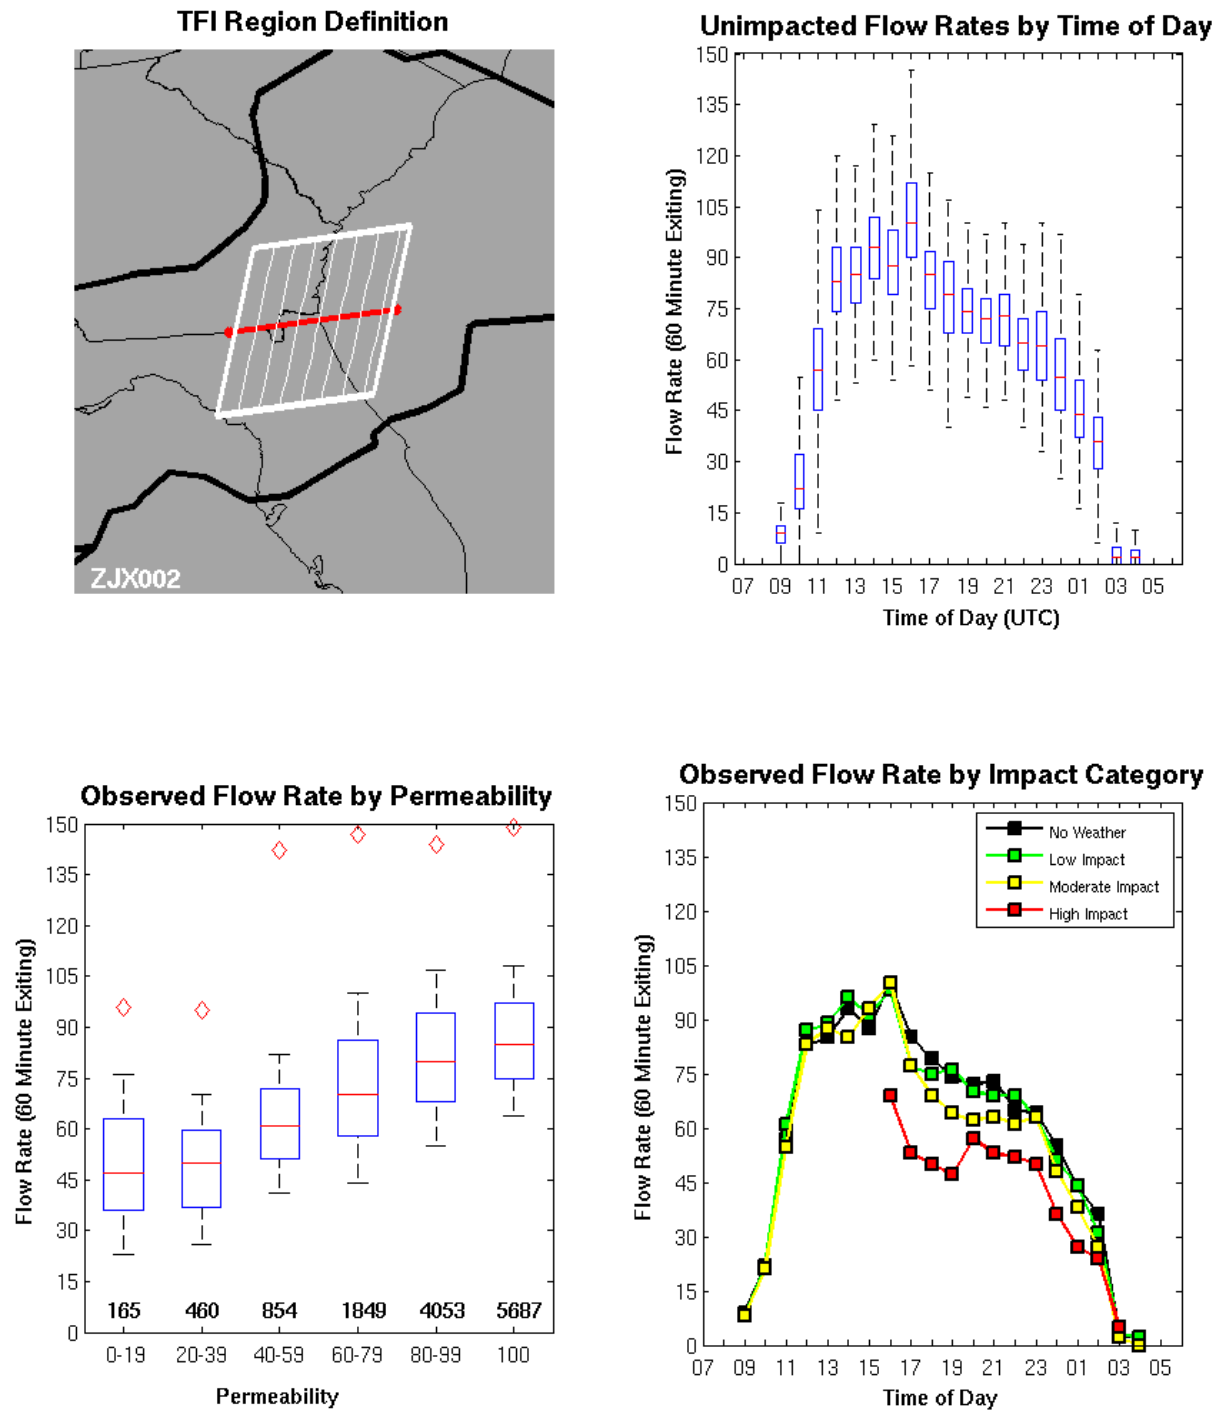 TFI Region Definition
ZJX002
Unimpacted Flow Rates by Time of Day
Flow Rate (60 Minute Exiting)
150
135
120
105
90
75
60
45
30
15
0
07 09 11 13 15 17 19 21 23 01 03 05
Time of Day (UTC)
Observed Flow Rate by Permeability
Flow Rate (60 Minute Exiting)
150
135
120
105
90
75
60
45
30
15
0
165 460 854 1849 4053 5687
0-19 20-39 40-59 60-79 80-99 100
Permeability
Observed Flow Rate by Impact Category
Flow Rate (60 Minute Exiting)
150
135
120
105
90
75
60
45
30
15
0
No Weather
Low Impact
Moderate Impact
High Impact
07 09 11 13 15 17 19 21 23 01 03 05
Time of Day